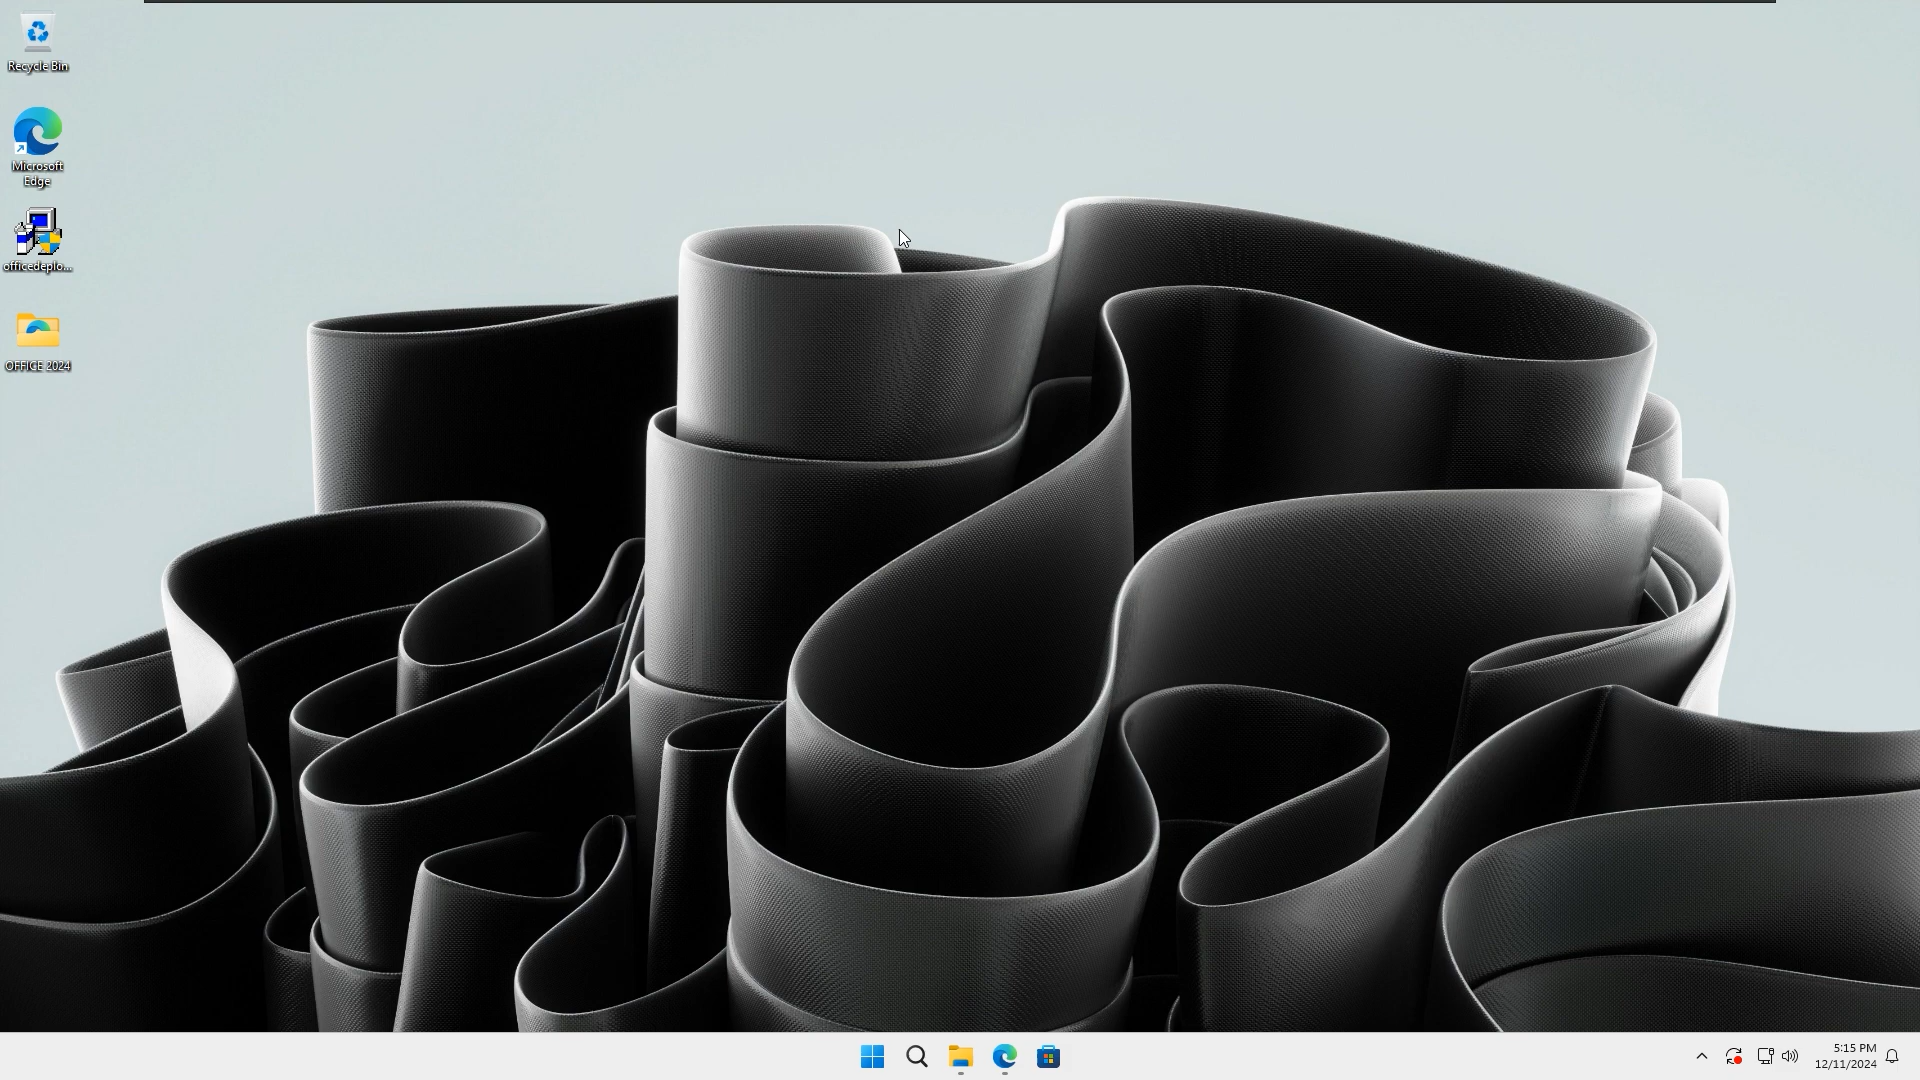 Recycle Bin
Microsoft
Edge
officedeplo...
OFFICE 2024
5:15 PM
12/11/2024